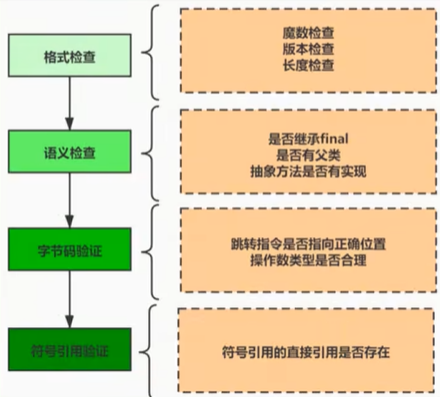 格式检查
魔数检查
版本检查
长度检查
语义检查
是否继承final
是否有父类
抽象方法是否有实现
字节码验证
跳转指令是否指向正确位置
操作数类型是否合理
符号引用验证
符号引用的直接引用是否存在